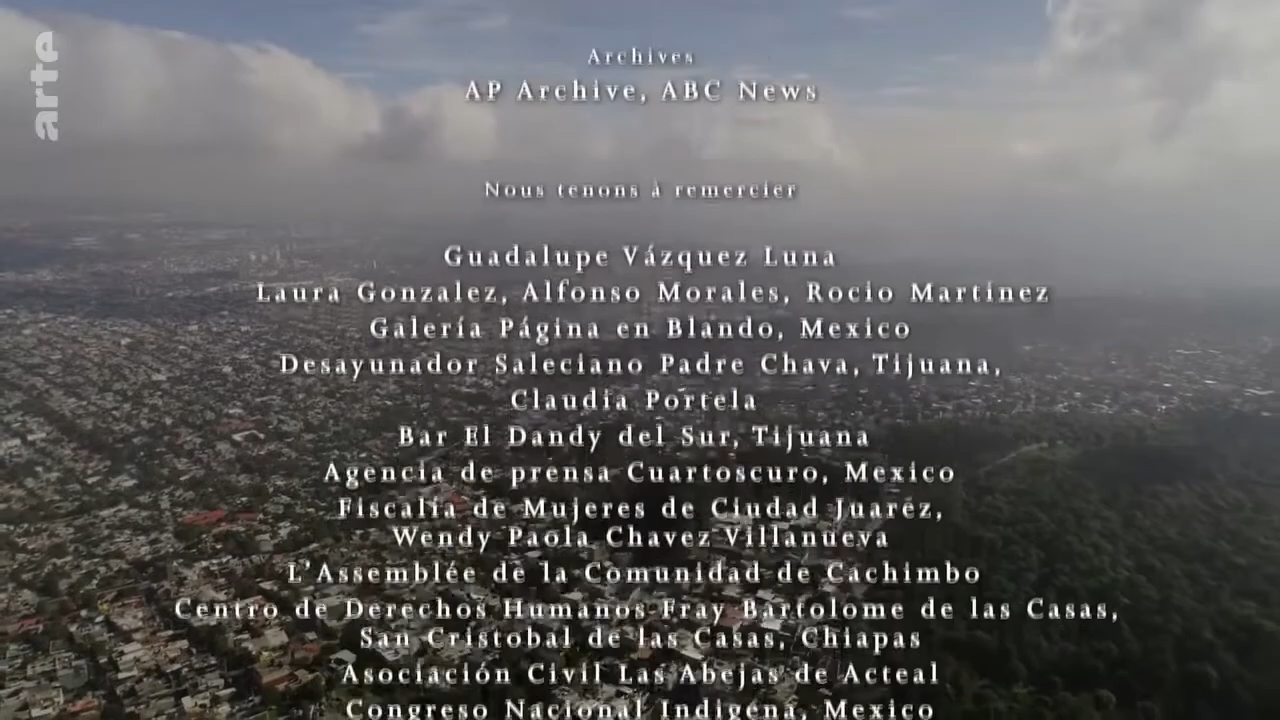 arte
Archives
AP Archive, ABC News
Nous tenons à remercier
Guadalupe Vázquez Luna
Laura Gonzalez, Alfonso Morales, Rocio Martinez
Galería Página en Blando, Mexico
Desayunador Saleciano Padre Chava, Tijuana,
Claudia Portela
Bar El Dandy del Sur, Tijuana
Agencia de prensa Cuartoscuro, Mexico
Fiscalía de Mujeres de Ciudad Juarez,
Wendy Paola Chavez Villanueva
L'Assemblée de la Comunidad de Cachimbo
Centro de Derechos Humanos Fray Bartolome de las Casas,
San Cristobal de las Casas, Chiapas
Asociación Civil Las Abejas de Acteal
Congreso Nacional Indigena, Mexico